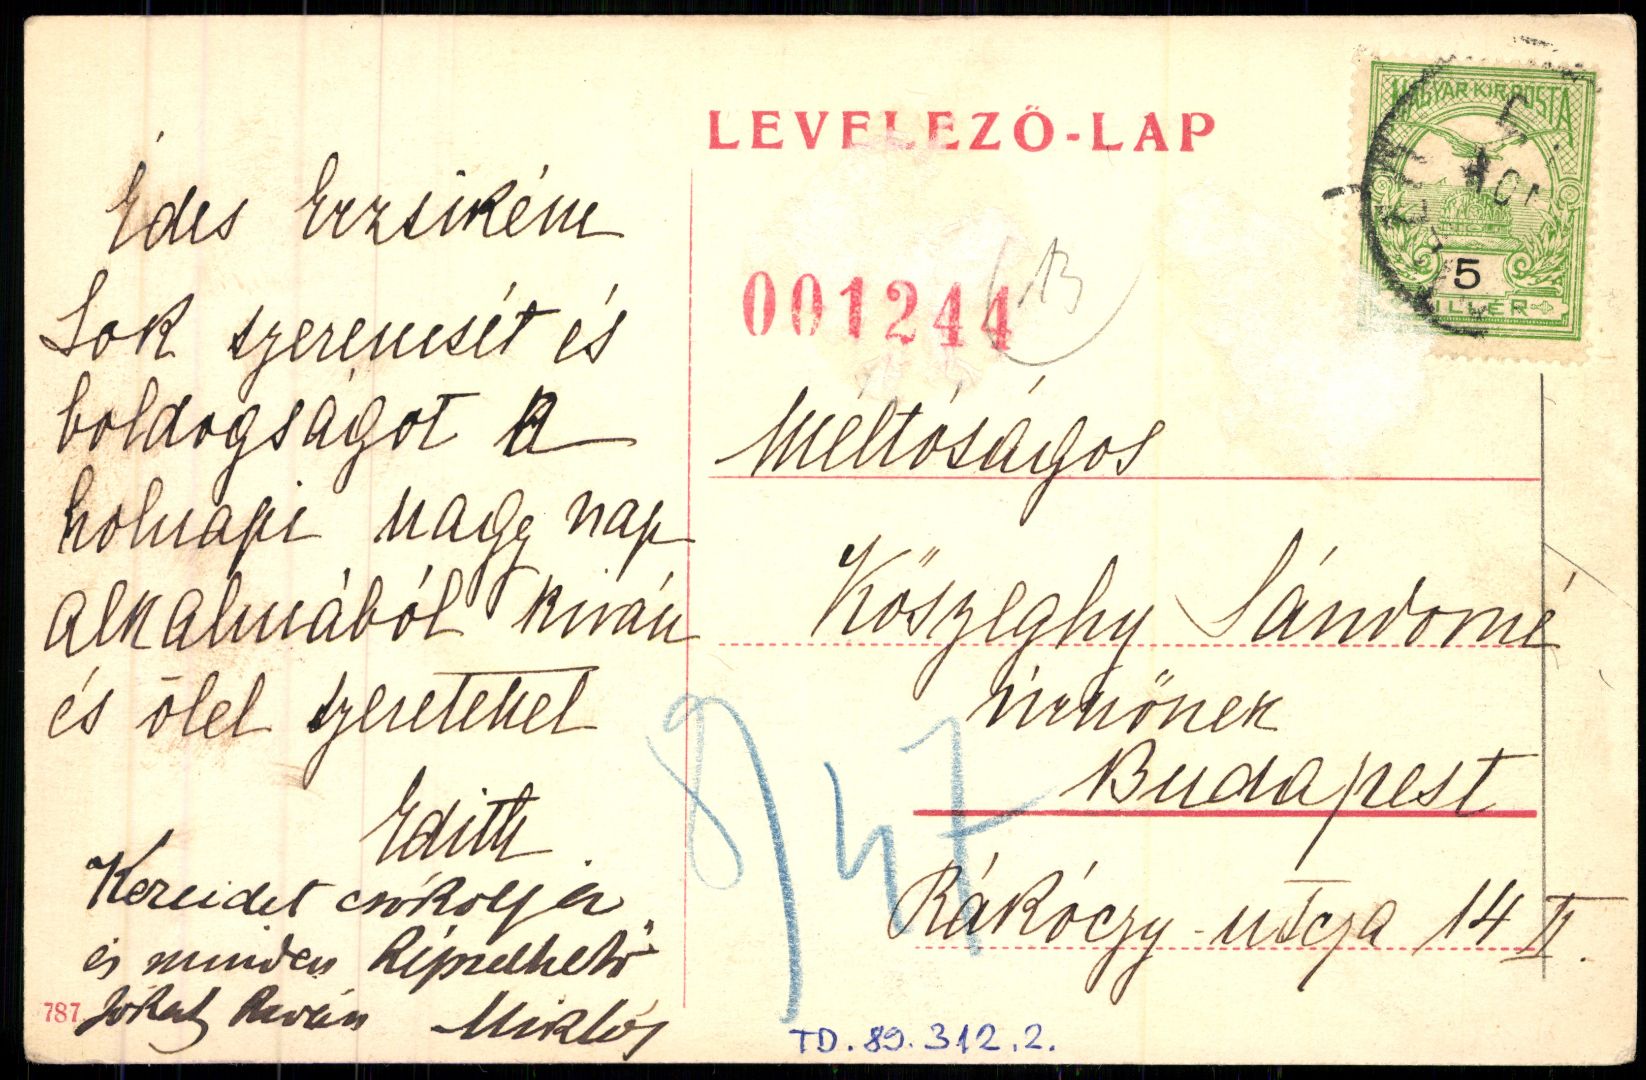 LEVELEZŐ-LAP
MAGYAR KIR. POSTA
5
FILLÉR
001244
Édes Erzsikém
Sok szerencsét és
boldogságot a
holnapi nagy nap
alkalmából kiván
és ölel szeretettel
Edith
Kezeidet csókolja
és minden képzelhető
jókat kiván Miklós
Méltóságos
Kőszeghy Sándorné
úrnőnek
Budapest
Rákóczy-utcza 14 II.
787
TD.89.312.2.